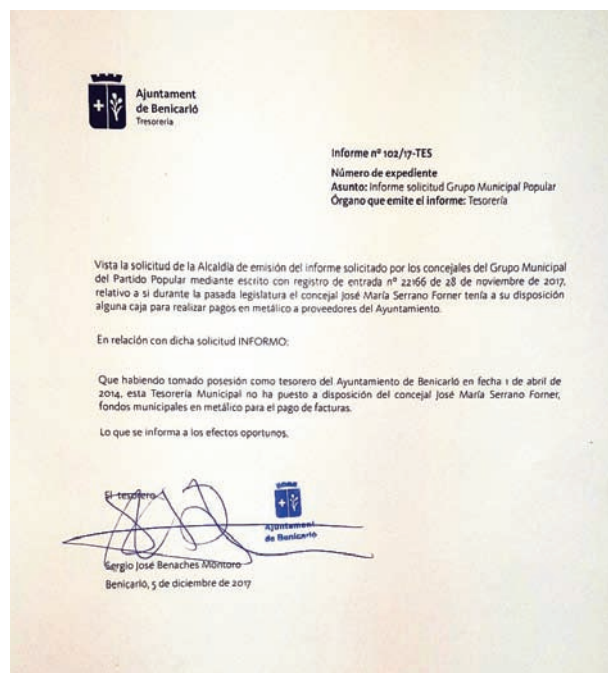 Ajuntament
de Benicarló
Tresoreria
Informe nº 102/17-TES
Número de expediente
Asunto: Informe solicitud Grupo Municipal Popular
Órgano que emite el informe: Tesorería
Vista la solicitud de la Alcaldía de emisión del informe solicitado por los concejales del Grupo Municipal
del Partido Popular mediante escrito con registro de entrada nº 22166 de 28 de noviembre de 2017,
relativo a si durante la pasada legislatura el concejal José María Serrano Forner tenía a su disposición
alguna caja para realizar pagos en metálico a proveedores del Ayuntamiento.
En relación con dicha solicitud INFORMO:
Que habiendo tomado posesión como tesorero del Ayuntamiento de Benicarló en fecha 1 de abril de
2014, esta Tesorería Municipal no ha puesto a disposición del concejal José María Serrano Forner,
fondos municipales en metálico para el pago de facturas.
Lo que se informa a los efectos oportunos.
El tesorero
Ajuntament
de Benicarló
Sergio José Benaches Montoro
Benicarló, 5 de diciembre de 2017